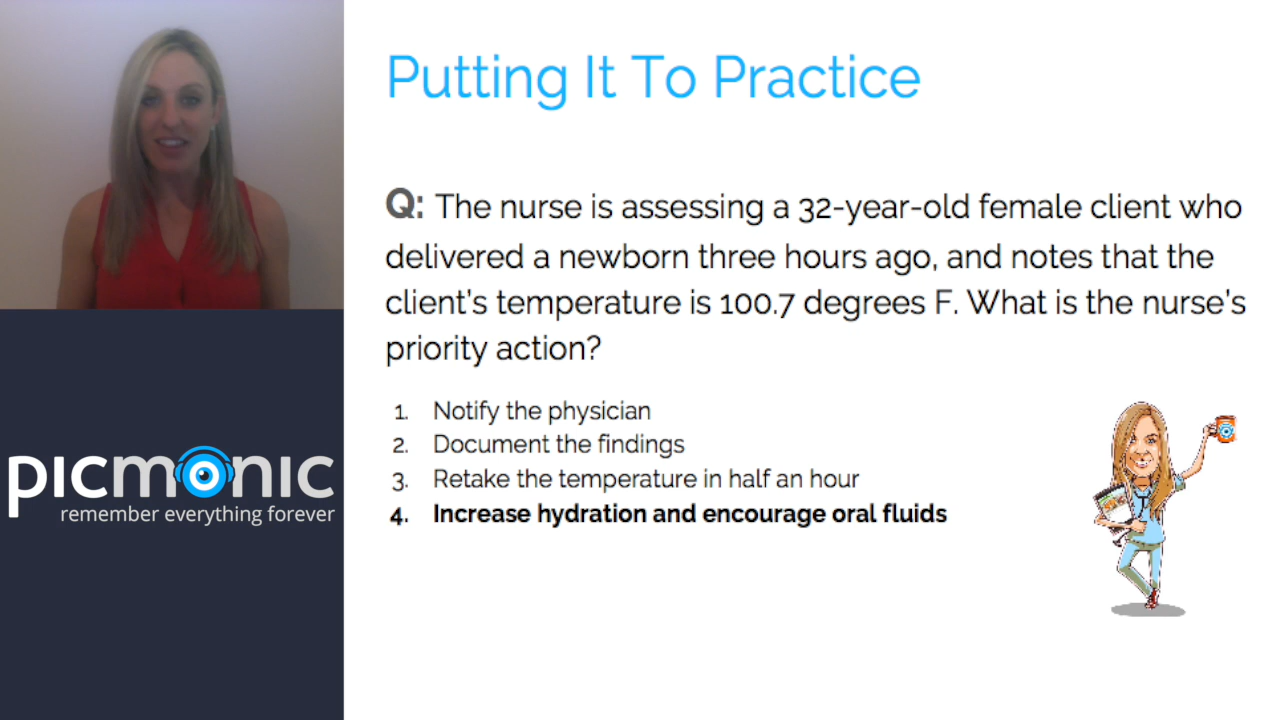 Putting It To Practice
Q: The nurse is assessing a 32-year-old female client who
delivered a newborn three hours ago, and notes that the
client's temperature is 100.7 degrees F. What is the nurse's
priority action?
1. Notify the physician
2. Document the findings
3. Retake the temperature in half an hour
4. Increase hydration and encourage oral fluids
picmonic
remember everything forever